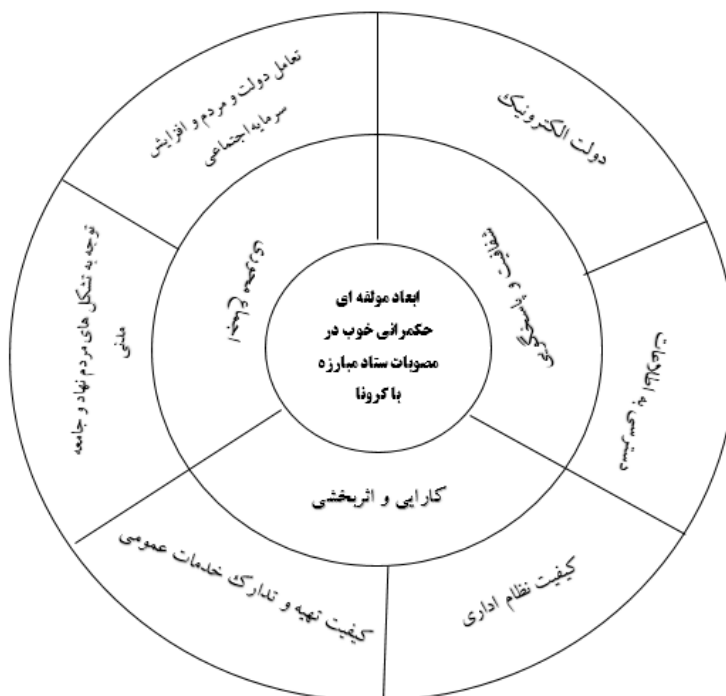 ابعاد مولفه ای
حکمرانی خوب در
مصوبات ستاد مبارزه
با کرونا
شفافیت و پاسخگویی
کارایی و اثربخشی
اجماع محوری
دولت الکترونیک
دسترسی به اطلاعات
کیفیت نظام اداری
کیفیت تهیه و تدارک خدمات عمومی
توجه به تشکل های مردم نهاد و جامعه
مدنی
تعامل دولت و مردم و افزایش
سرمایه اجتماعی